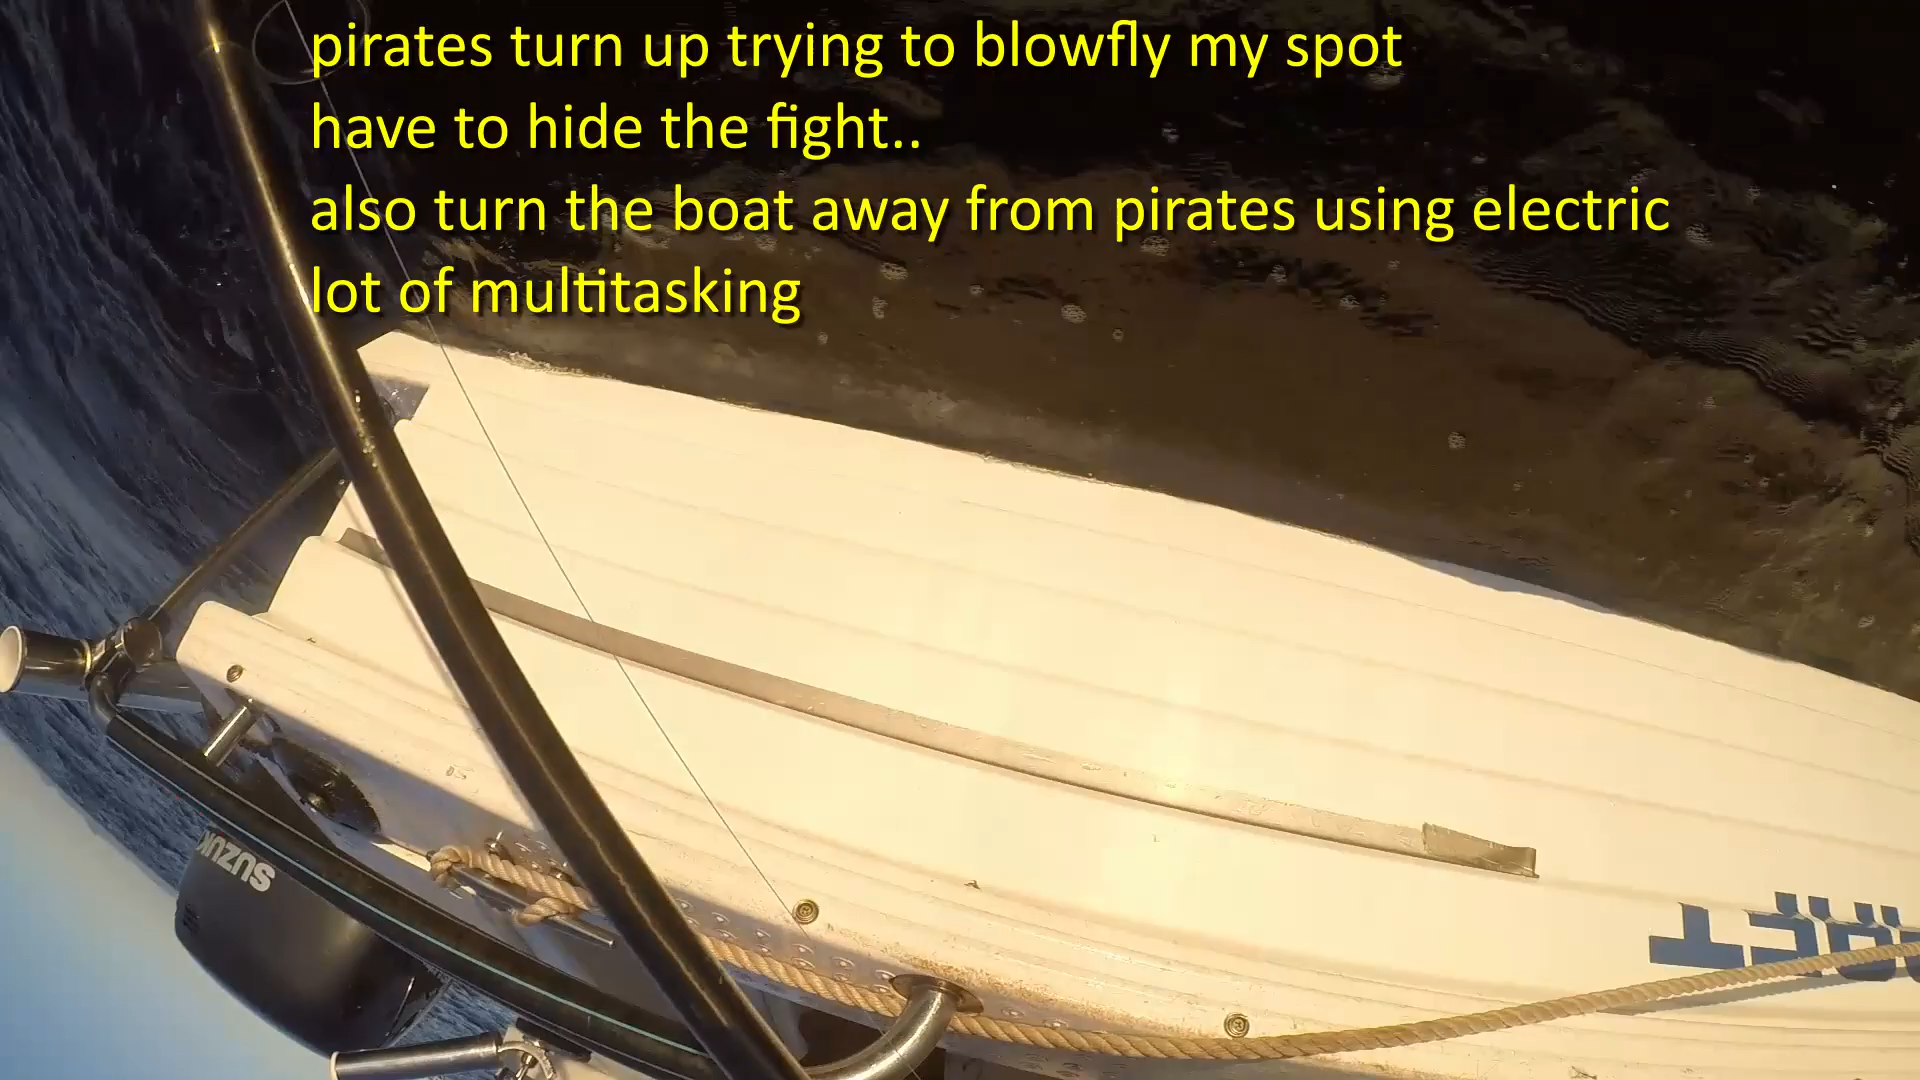 pirates turn up trying to blowfly my spot
have to hide the fight..
also turn the boat away from pirates using electric
lot of multitasking
SUZUK